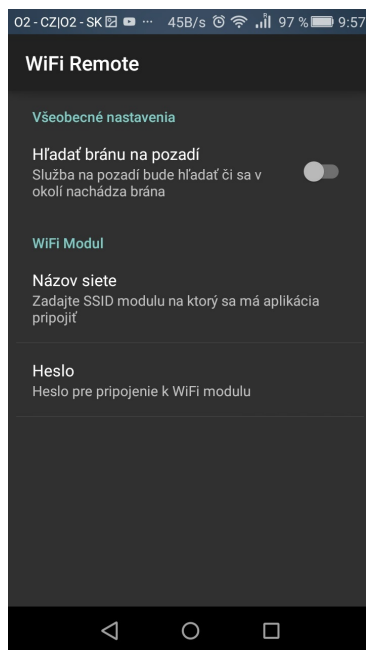 O2 - CZ|O2 - SK ... 45B/s 97 % 9:57
WiFi Remote
Všeobecné nastavenia
Hľadať bránu na pozadí
Služba na pozadí bude hľadať či sa v
okolí nachádza brána
WiFi Modul
Názov siete
Zadajte SSID modulu na ktorý sa má aplikácia
pripojiť
Heslo
Heslo pre pripojenie k WiFi modulu